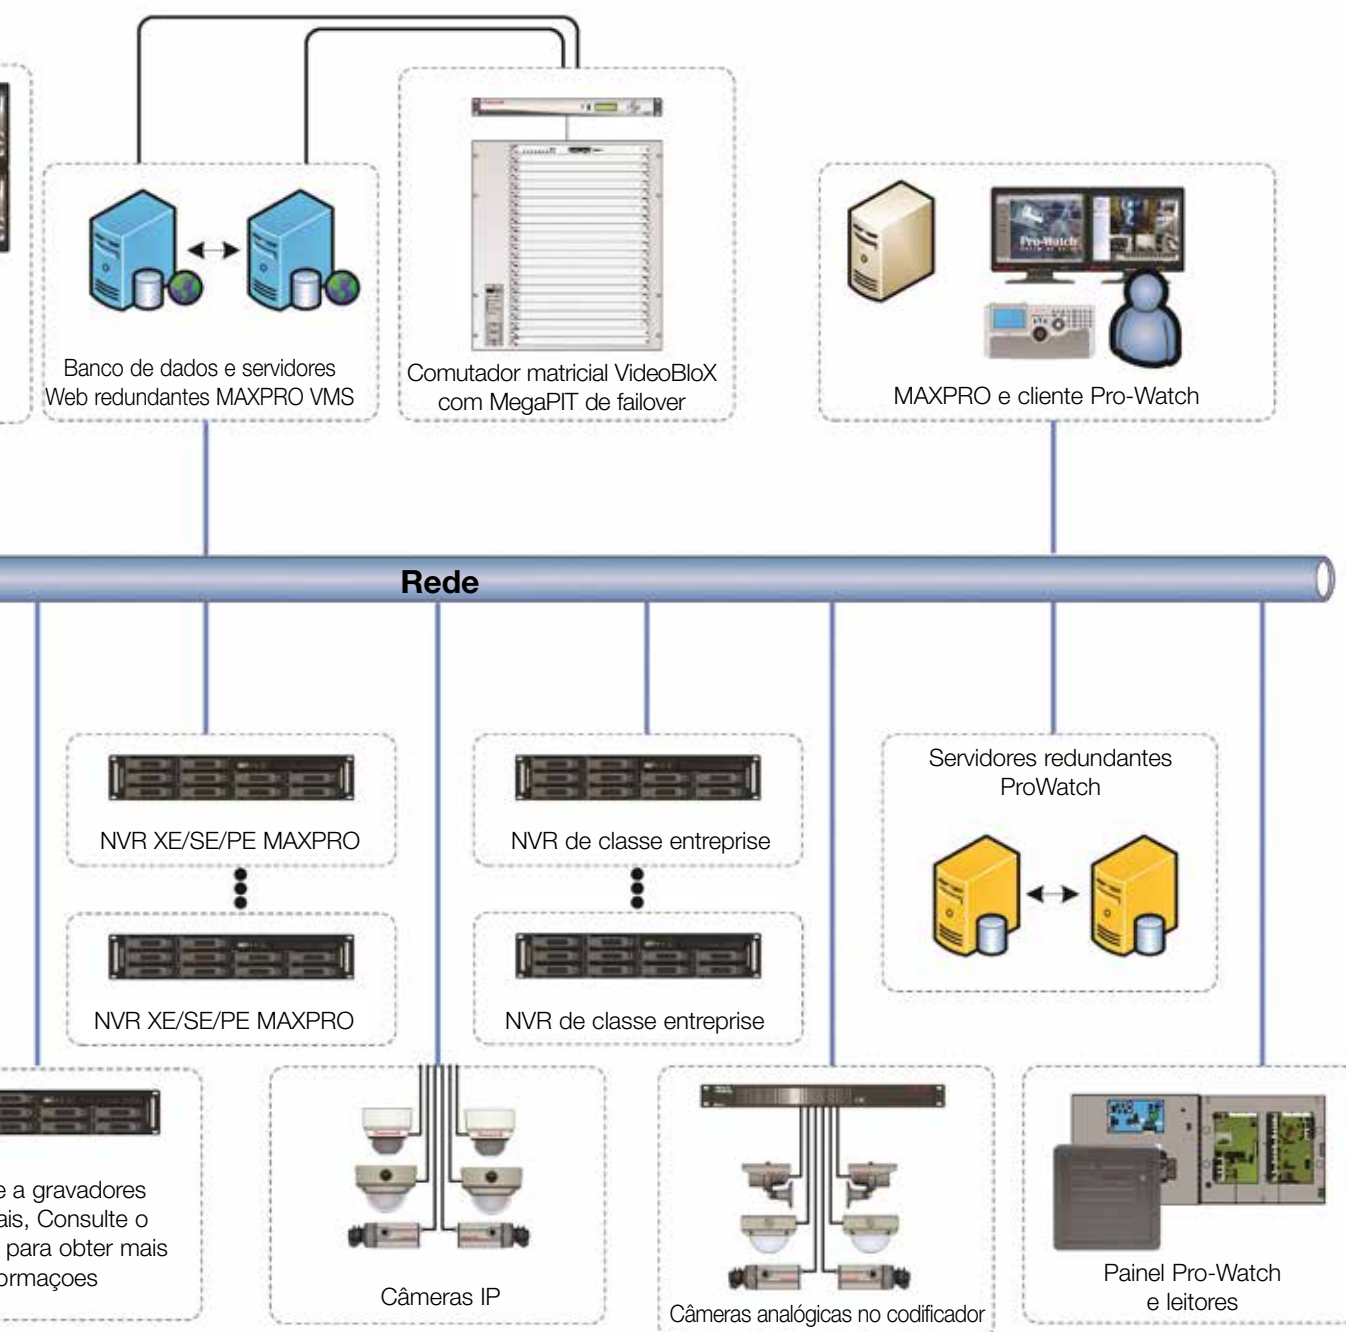 Pro-Watch
Banco de dados e servidores
Web redundantes MAXPRO VMS
Comutador matricial VideoBloX
com MegaPIT de failover
MAXPRO e cliente Pro-Watch
Rede
NVR XE/SE/PE MAXPRO
NVR de classe entreprise
Servidores redundantes
ProWatch
NVR XE/SE/PE MAXPRO
NVR de classe entreprise
e a gravadores
ais, Consulte o
para obter mais
ormaçoes
Câmeras IP
Câmeras analógicas no codificador
Painel Pro-Watch
e leitores